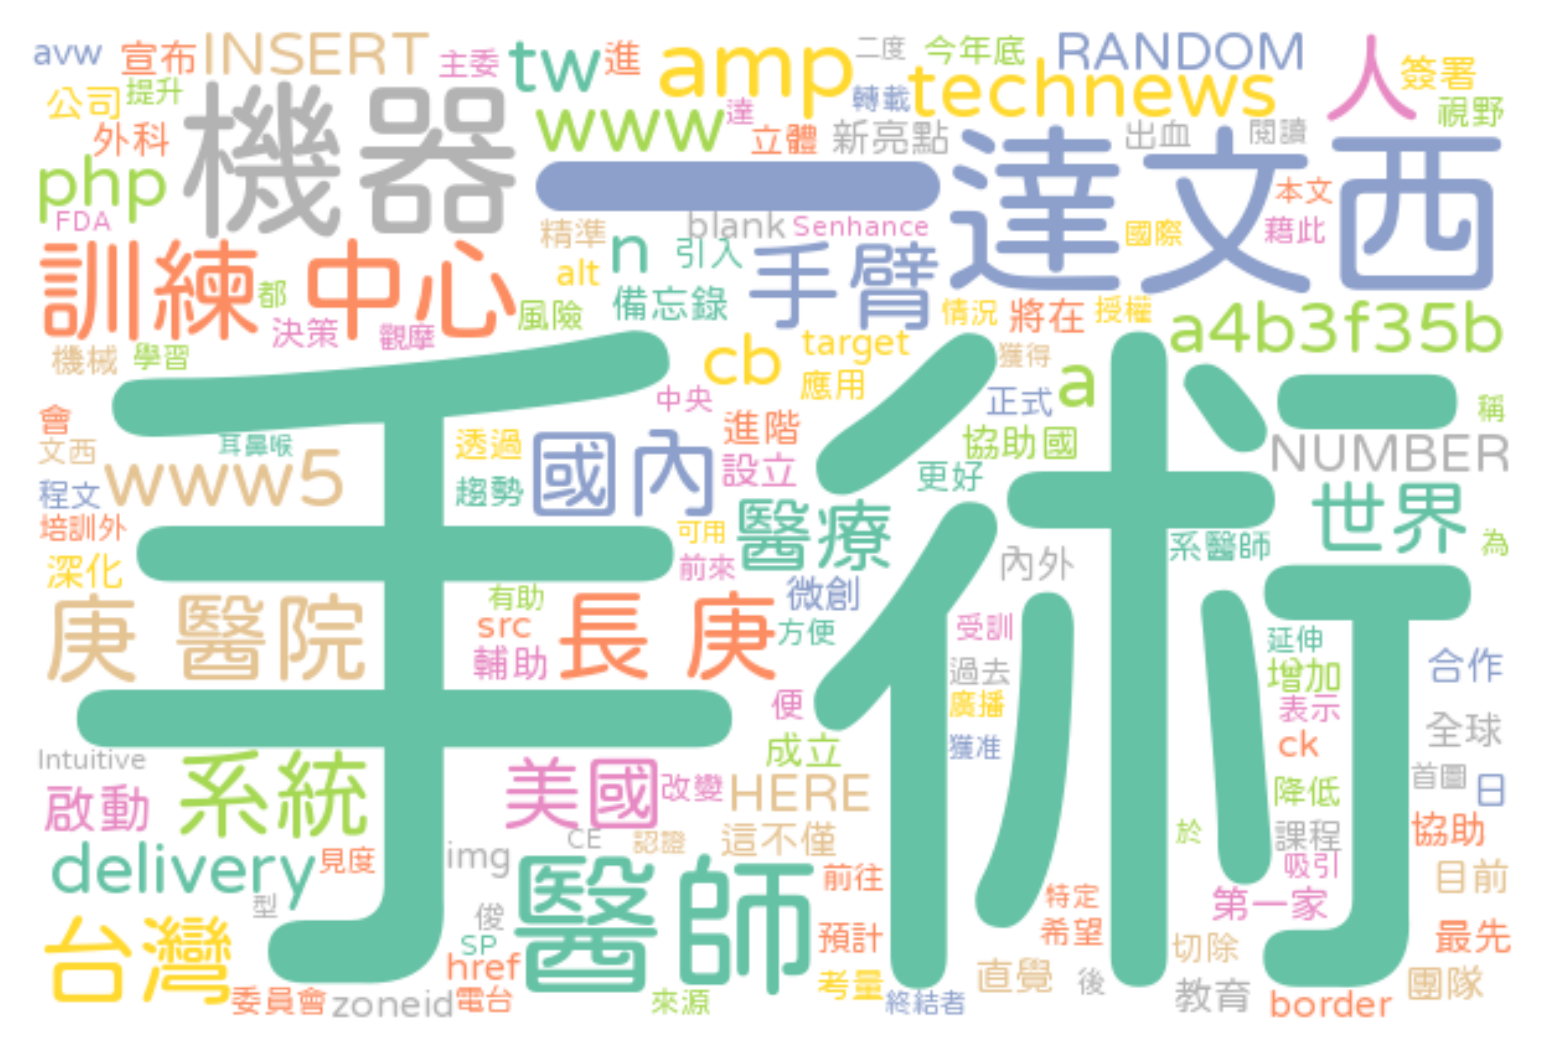 avw
宣布
INSERT
主委
tw
進
amp
二度
今年底
RANDOM
人
簽署
公司
提升
機器
www
達
轉載
technews
視野
外科
立體
新亮點
出血
閱讀
php
FDA
一
達文西
本文
精準
blank
Senhance
國際
藉此
訓練
都
中心
alt
n
引入
手臂
風險
備忘錄
情況
將在
授權
a4b3f35b
決策
觀摩
機械
學習
手術
cb
target
應用
獲得
a
中央
正式
稱
會
文西
耳鼻喉
透過
國內
進階
協助國
NUMBER
程文
www5
趨勢
設立
更好
世界
培訓外
可用
醫療
系醫師
為
深化
前來
內外
庚 醫院
有助
長 庚
微創
src
方便
受訓
延伸
輔助
過去
增加
合作
便
廣播
表示
全球
Intuitive
成立
獲准
ck
啟動
系統
美國
改變
HERE
首圖
日
降低
CE
認證
這不僅
於
課程
協助
delivery
見度
img
醫師
前往
吸引
目前
型
俊
特定
第一家
台灣
SP
預計
希望
切除
最先
href
考量
直覺
後
團隊
委員會
zoneid
電台
來源
終結者
教育
border